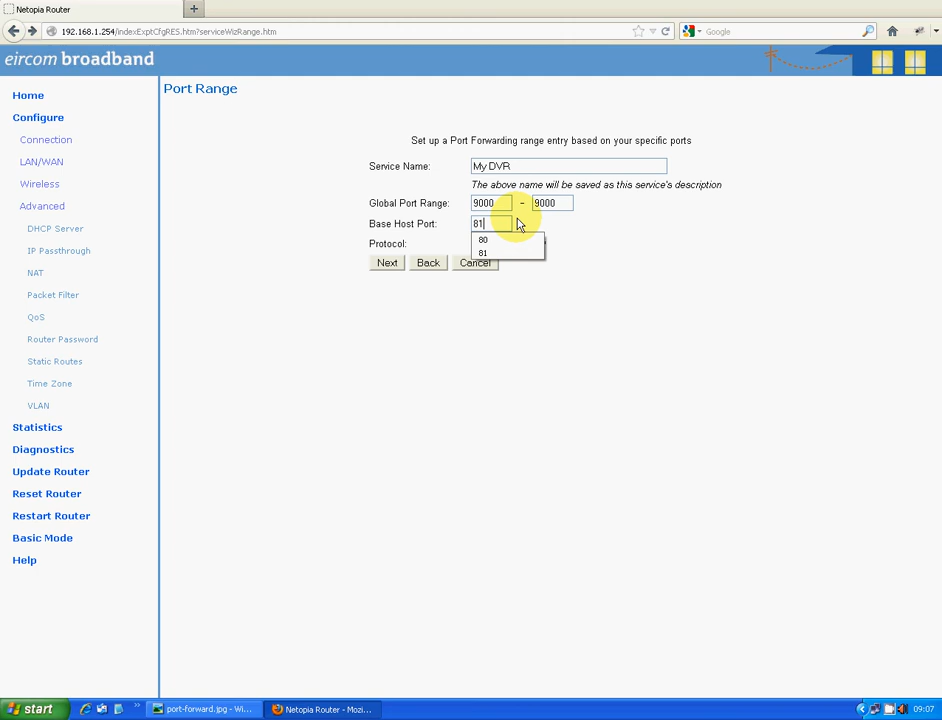 Netopia Router
+
192.168.1.254/indexExptCfgRES.htm?serviceWizRange.htm
Google
eircom broadband
Port Range
Home
Configure
Connection
LAN/WAN
Wireless
Advanced
DHCP Server
IP Passthrough
NAT
Packet Filter
QoS
Router Password
Static Routes
Time Zone
VLAN
Statistics
Diagnostics
Update Router
Reset Router
Restart Router
Basic Mode
Help
Set up a Port Forwarding range entry based on your specific ports
Service Name: My DVR
The above name will be saved as this service's description
Global Port Range: 9000 - 9000
Base Host Port: 81
80
81
Protocol:
Next Back Cancel
start
port-forward.jpg - Wi...
Netopia Router - Mozi...
09:07